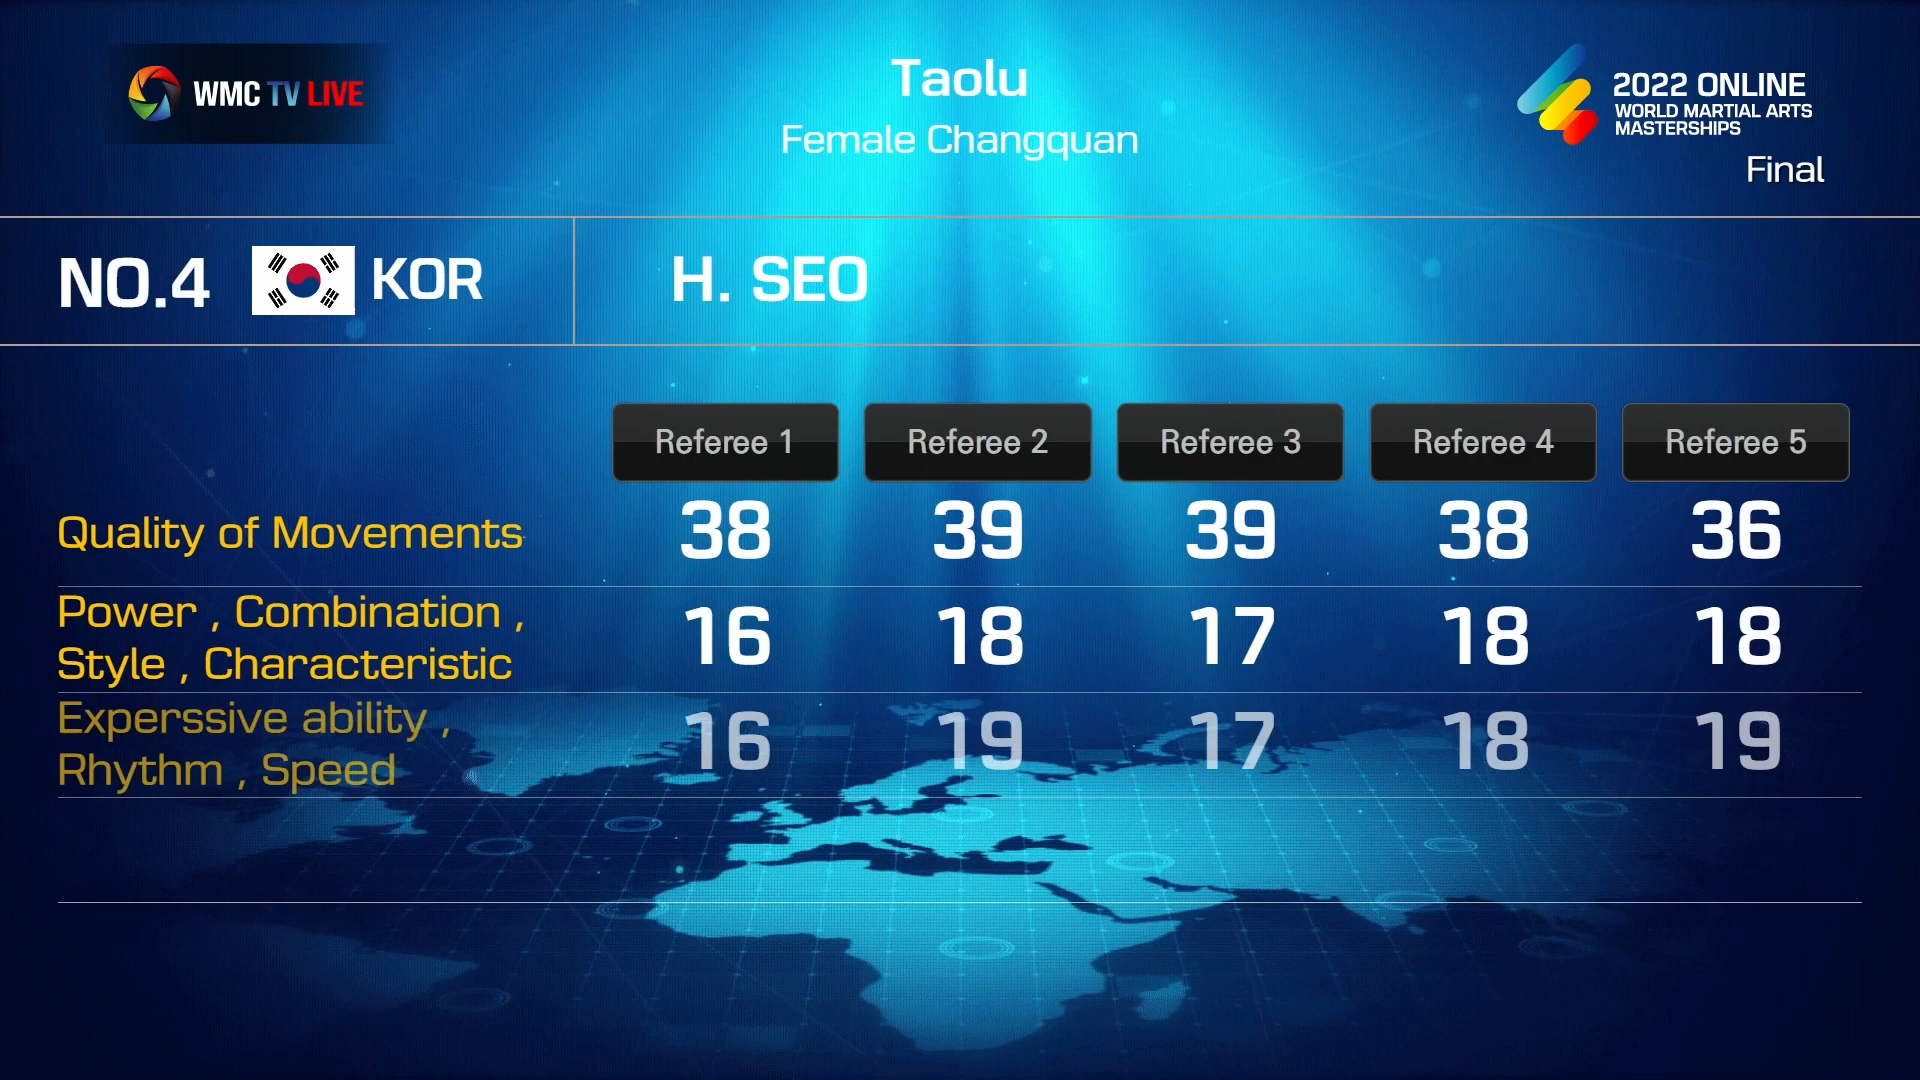 WMC TV LIVE
Taolu
Female Changquan
2022 ONLINE
WORLD MARTIAL ARTS
MASTERSHIPS
Final
NO.4 KOR H. SEO
Referee 1 Referee 2 Referee 3 Referee 4 Referee 5
Quality of Movements 38 39 39 38 36
Power , Combination ,
Style , Characteristic 16 18 17 18 18
Experssive ability ,
Rhythm , Speed 16 19 17 18 19